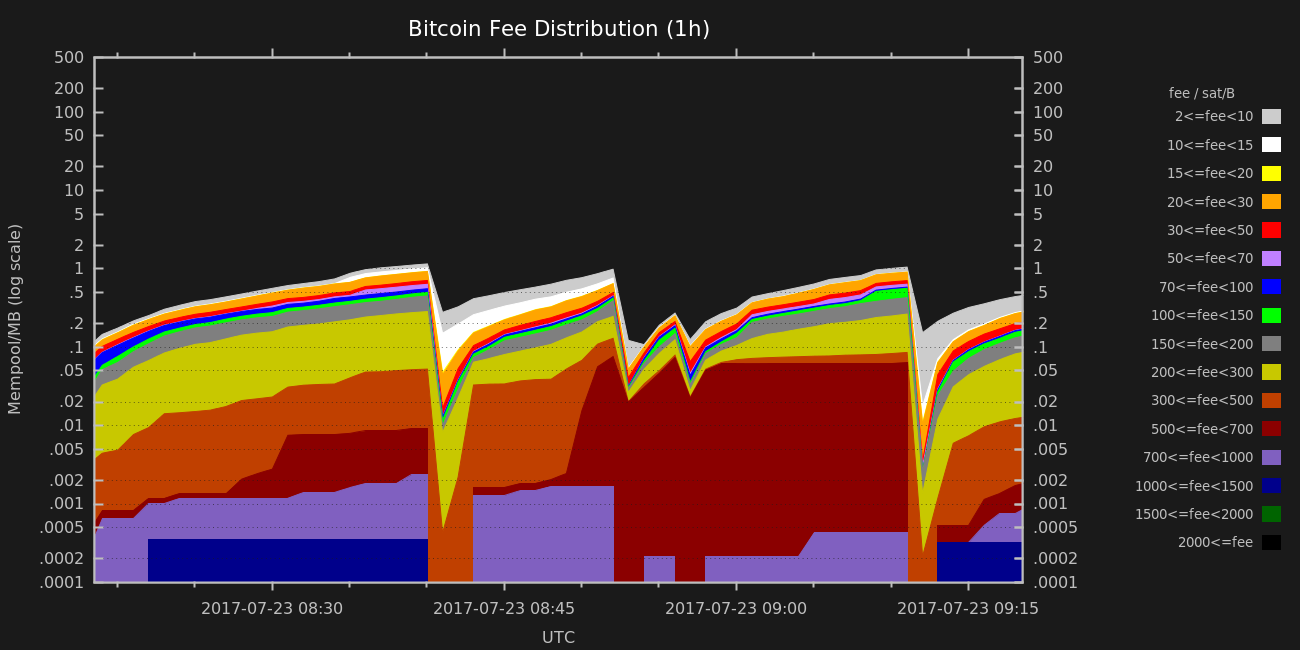 Bitcoin Fee Distribution (1h)
500
200
100
50
20
10
5
2
1
.5
.2
.1
.05
.02
.01
.005
.002
.001
.0005
.0002
.0001
Mempool/MB (log scale)
500
200
100
50
20
10
5
2
1
.5
.2
.1
.05
.02
.01
.005
.002
.001
.0005
.0002
.0001
2017-07-23 08:30
2017-07-23 08:45
2017-07-23 09:00
2017-07-23 09:15
UTC
fee / sat/B
2<=fee<10
10<=fee<15
15<=fee<20
20<=fee<30
30<=fee<50
50<=fee<70
70<=fee<100
100<=fee<150
150<=fee<200
200<=fee<300
300<=fee<500
500<=fee<700
700<=fee<1000
1000<=fee<1500
1500<=fee<2000
2000<=fee